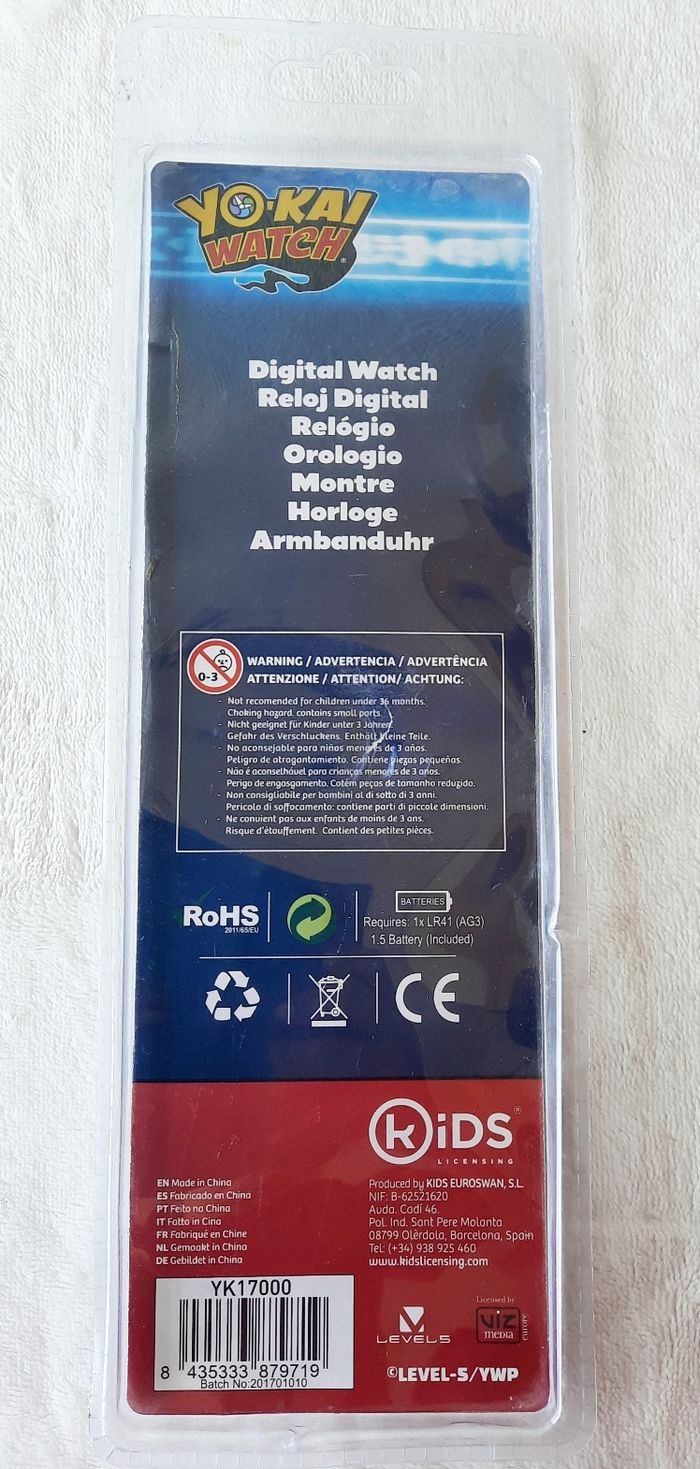 YO-KAI
WATCH®
Digital Watch
Reloj Digital
Relógio
Orologio
Montre
Horloge
Armbanduhr
0-3
WARNING / ADVERTENCIA / ADVERTÊNCIA
ATTENZIONE / ATTENTION/ ACHTUNG:
- Not recomended for children under 36 months.
Choking hazard. contains small parts.
- Nicht geeignet für Kinder unter 3 Jahren.
Gefahr des Verschluckens. Enthält kleine Teile.
- No aconsejable para niños menores de 3 años.
Peligro de atragantamiento. Contiene piezas pequeñas.
- Não é aconselhável para crianças menores de 3 anos.
Perigo de engasgamento. Cotém peças de tamanho reduzido.
Non consigliabile per bambini al di sotto di 3 anni.
Pericolo di soffocamento: contiene parti di piccole dimensioni.
- Ne convient pas aux enfants de moins de 3 ans.
Risque d'étouffement. Contient des petites pièces.
RoHS
2011/65/EU
BATTERIES
Requires: 1x LR41 (AG3)
1.5 Battery (Included)
CE
kiDS®
LICENSING
EN Made in China
ES Fabricado en China
PT Feito na China
IT Fatto in Cina
FR Fabriqué en Chine
NL Gemoakt in China
DE Gebildet in China
Produced by KIDS EUROSWAN, S.L.
NIF: B-62521620
Auda. Cadí 46.
Pol. Ind. Sant Pere Molanta
08799 Olèrdola, Barcelona, Spain
Tel: (+34) 938 925 460
www.kidslicensing.com
YK17000
8 435333 879719
Batch No:201701010
LEVEL5
Licensed by
VIZ
MEDIA
europe
©LEVEL-5/YWP